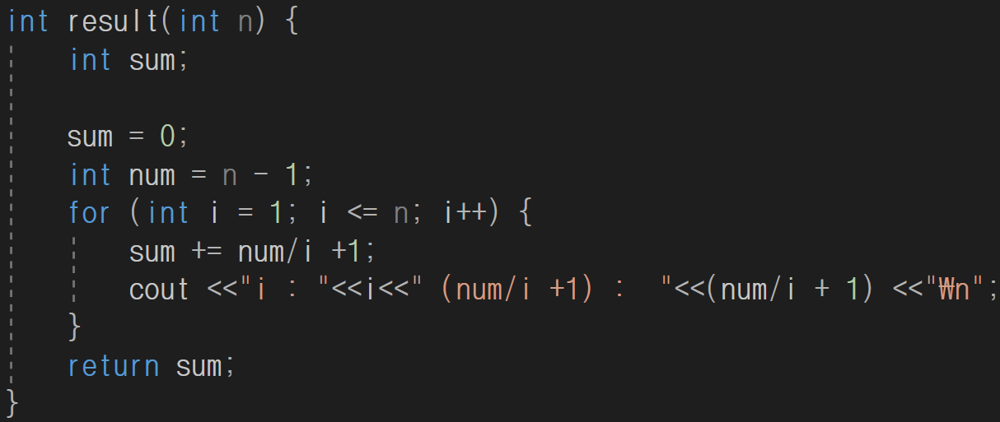 int result(int n) {
    int sum;

    sum = 0;
    int num = n - 1;
    for (int i = 1; i <= n; i++) {
        sum += num/i +1;
        cout <<"i : "<<i<<" (num/i +1) :  "<<(num/i + 1) <<"₩n";
    }
    return sum;
}